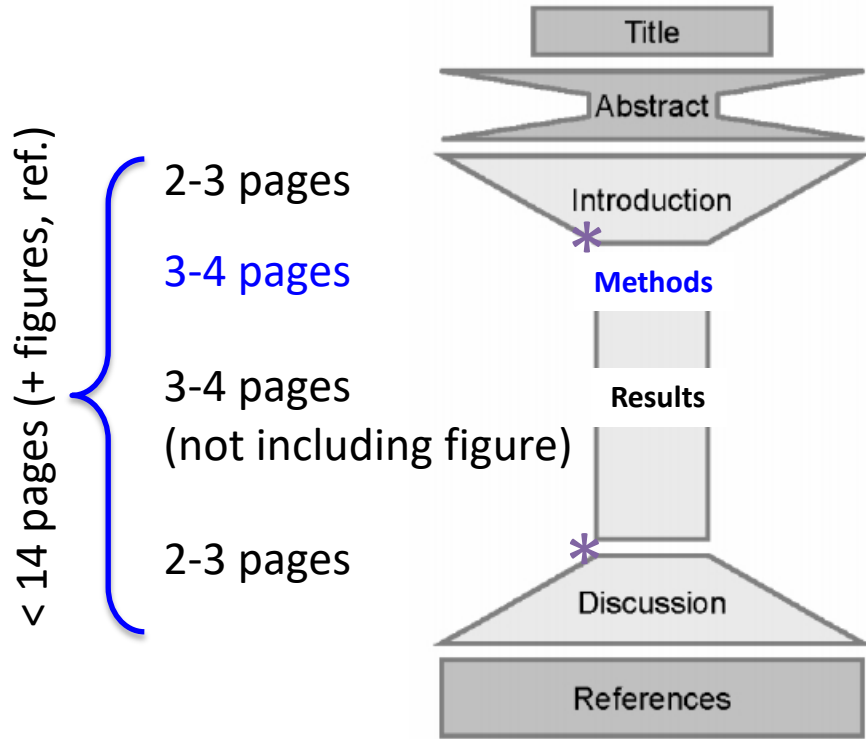 Title
Abstract
< 14 pages (+ figures, ref.)
2-3 pages
Introduction
*
3-4 pages
Methods
3-4 pages
(not including figure)
Results
*
2-3 pages
Discussion
References